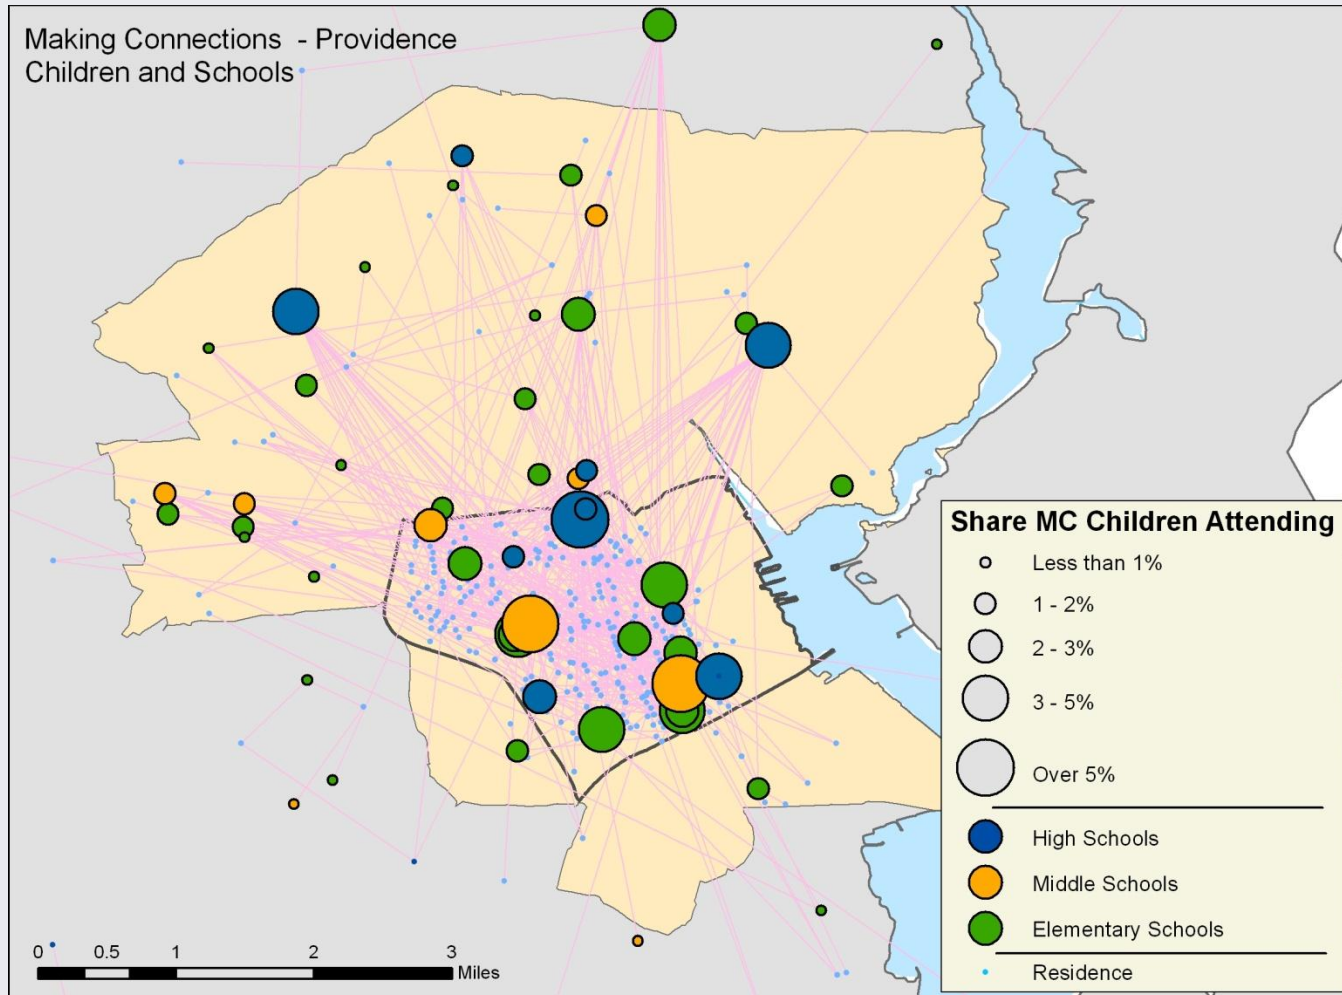 Making Connections - Providence
Children and Schools
Share MC Children Attending
Less than 1%
1 - 2%
2 - 3%
3 - 5%
Over 5%
High Schools
Middle Schools
Elementary Schools
Residence
0 0.5 1 2 3
Miles